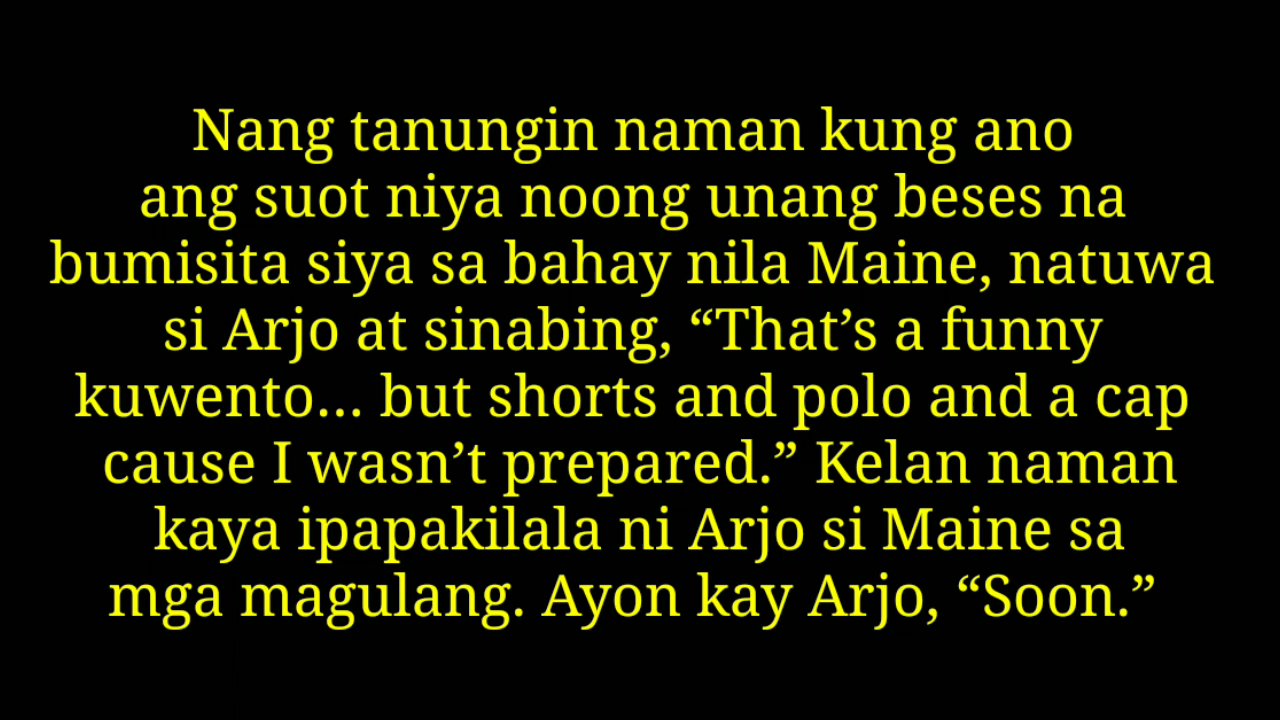 Nang tanungin naman kung ano
ang suot niya noong unang beses na
bumisita siya sa bahay nila Maine, natuwa
si Arjo at sinabing, “That’s a funny
kuwento... but shorts and polo and a cap
cause I wasn’t prepared.” Kelan naman
kaya ipapakilala ni Arjo si Maine sa
mga magulang. Ayon kay Arjo, “Soon.”